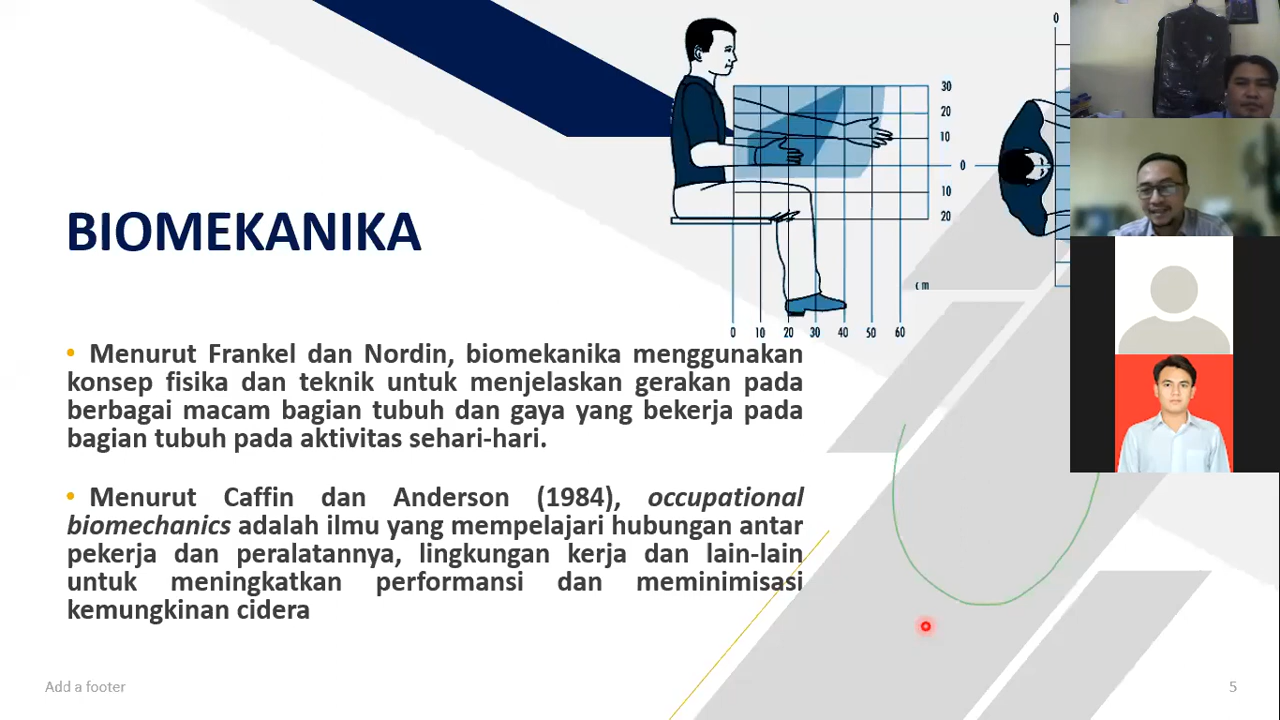 0
30
20
10
0
10
20
cm
0 10 20 30 40 50 60
BIOMEKANIKA
• Menurut Frankel dan Nordin, biomekanika menggunakan
konsep fisika dan teknik untuk menjelaskan gerakan pada
berbagai macam bagian tubuh dan gaya yang bekerja pada
bagian tubuh pada aktivitas sehari-hari.
• Menurut Caffin dan Anderson (1984), occupational
biomechanics adalah ilmu yang mempelajari hubungan antar
pekerja dan peralatannya, lingkungan kerja dan lain-lain
untuk meningkatkan performansi dan meminimisasi
kemungkinan cidera
Add a footer
5